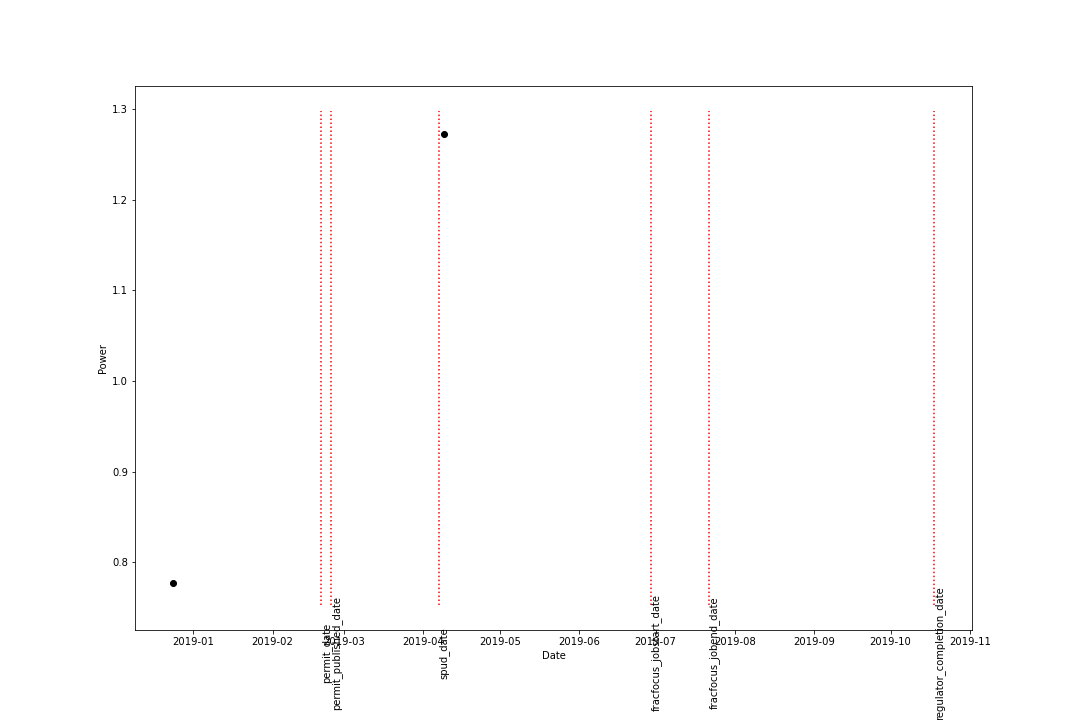 1.3
1.2
1.1
1.0
0.9
0.8
Power
2019-01
2019-02
2019-03
2019-04
2019-05
2019-06
2019-07
2019-08
2019-09
2019-10
2019-11
Date
permit_date
permit_published_date
spud_date
fracfocus_jobstart_date
fracfocus_jobend_date
regulator_completion_date